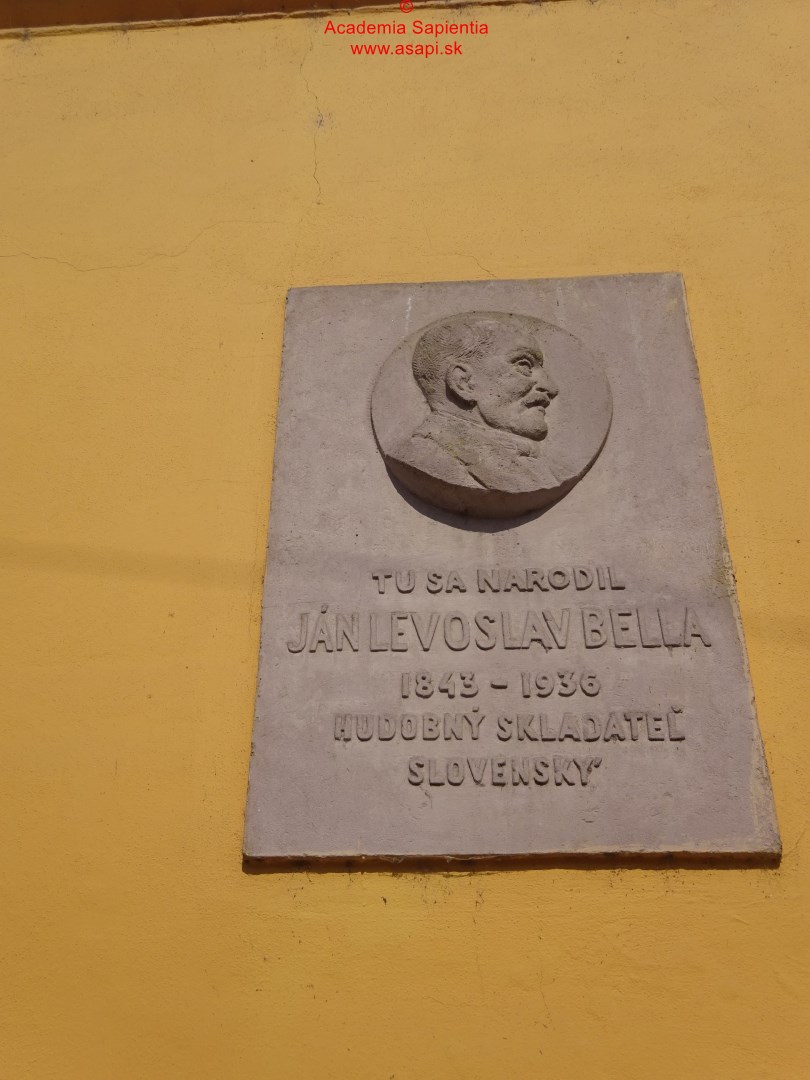 ©
Academia Sapientia
www.asapi.sk
TU SA NARODIL
JÁN LEVOSLAV BELLA
1843 - 1936
HUDOBNÝ SKLADATEĽ
SLOVENSKÝ